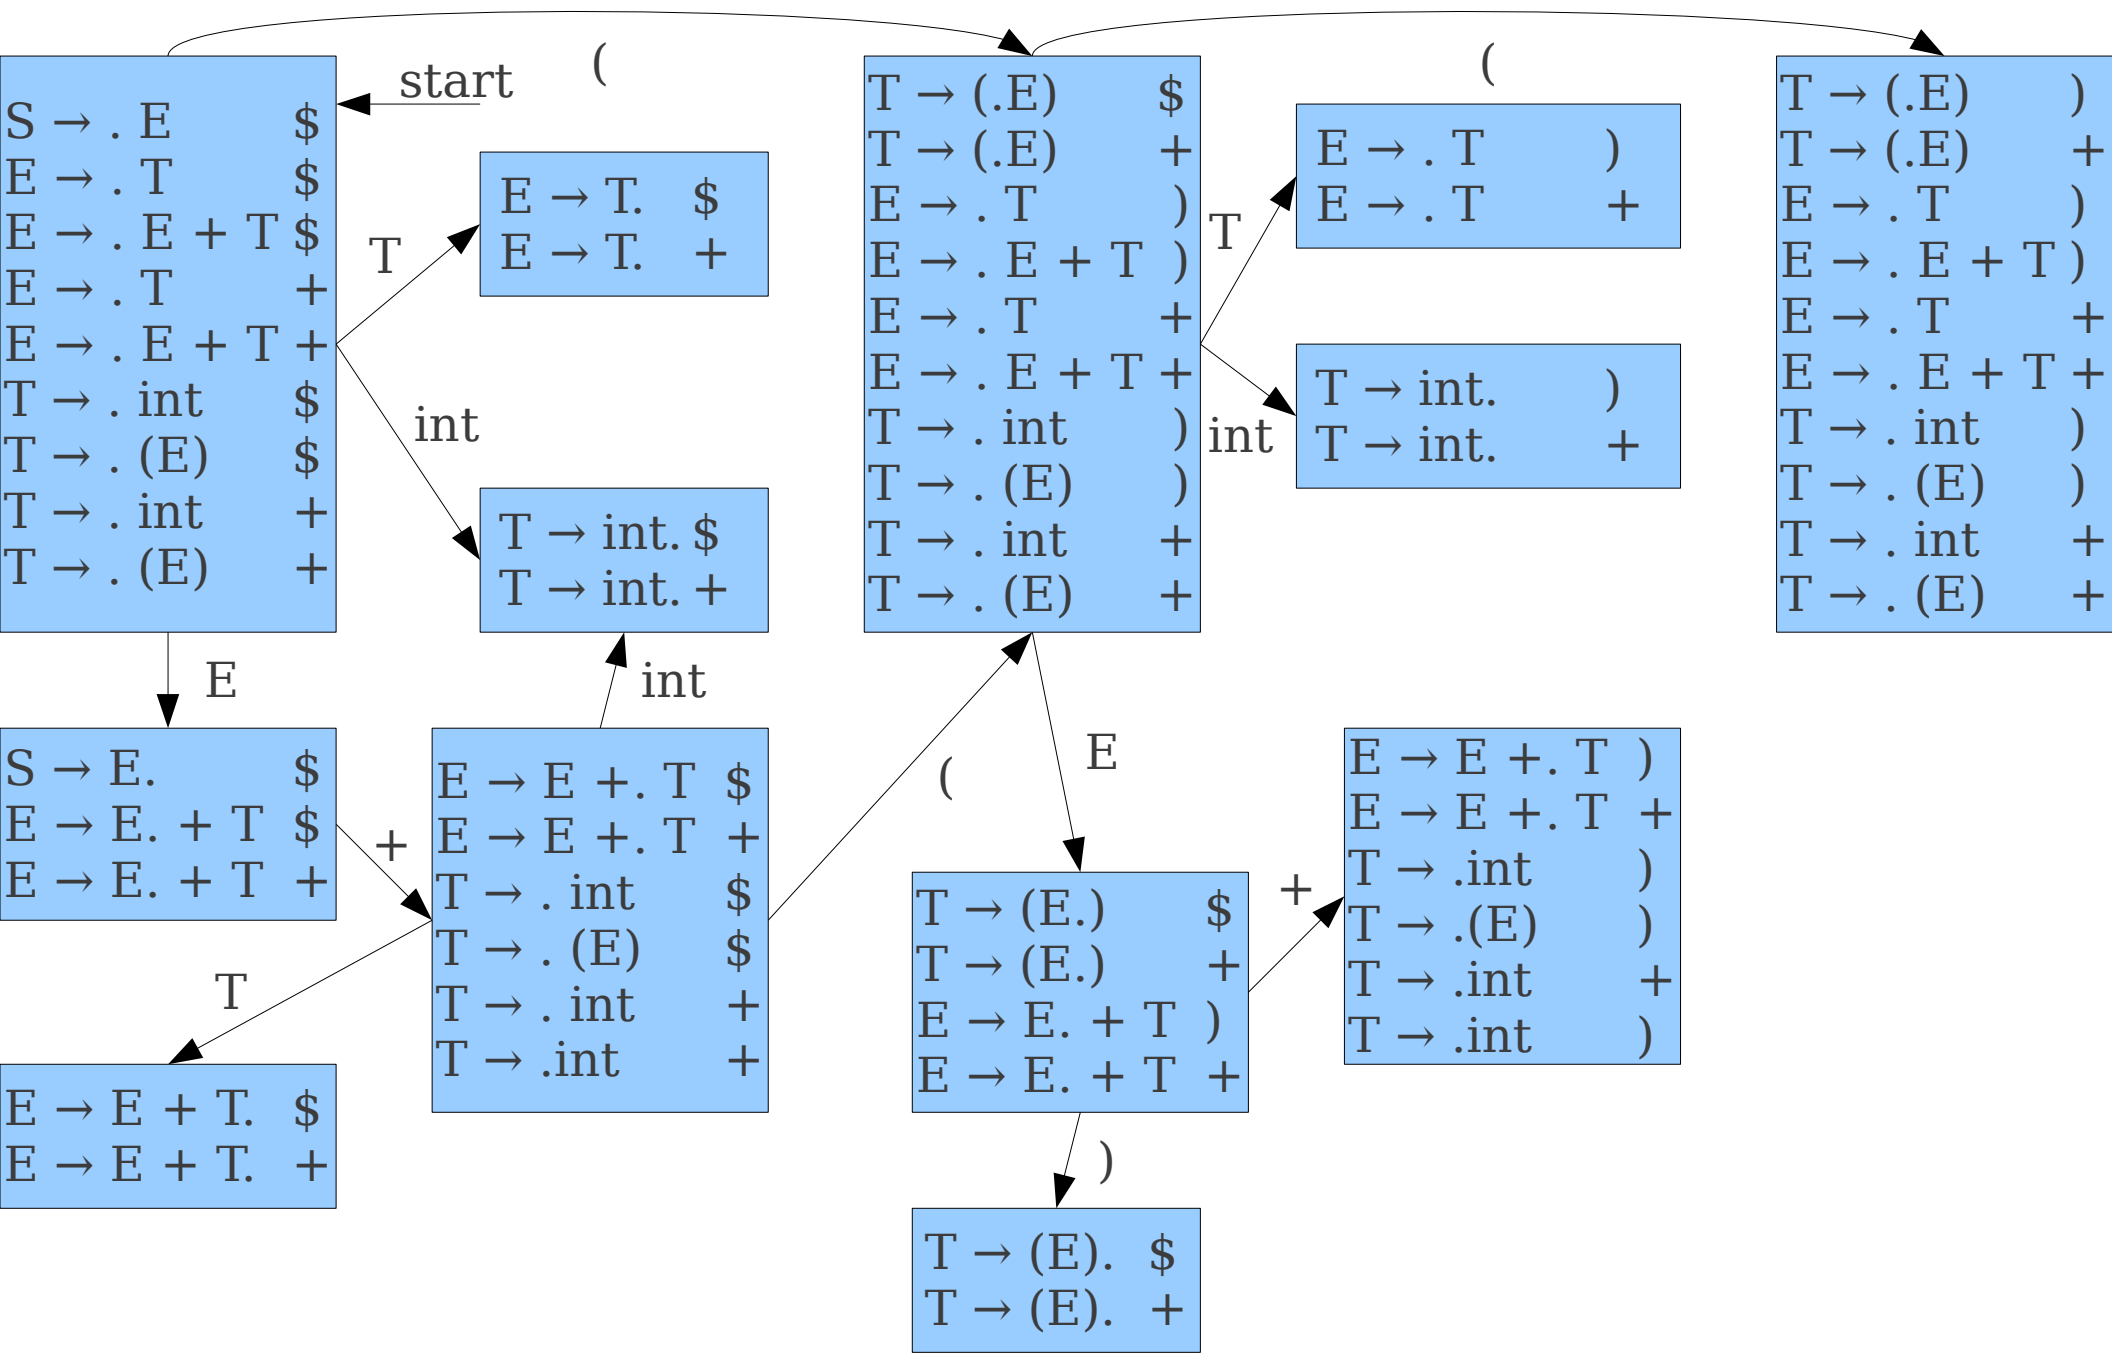 (
(
start
S → . E $
E → . T $
E → . E + T $
E → . T +
E → . E + T +
T → . int $
T → . (E) $
T → . int +
T → . (E) +
T
E → T. $
E → T. +
int
T → int. $
T → int. +
T → (.E) $
T → (.E) +
E → . T )
E → . E + T )
E → . T +
E → . E + T +
T → . int )
T → . (E) )
T → . int +
T → . (E) +
T
E → . T )
E → . T +
int
T → int. )
T → int. +
T → (.E) )
T → (.E) +
E → . T )
E → . E + T )
E → . T +
E → . E + T +
T → . int )
T → . (E) )
T → . int +
T → . (E) +
E
int
S → E. $
E → E. + T $
E → E. + T +
+
E → E +. T $
E → E +. T +
T → . int $
T → . (E) $
T → . int +
T → .int +
(
E
T
E → E + T. $
E → E + T. +
T → (E.) $
T → (E.) +
E → E. + T )
E → E. + T +
+
E → E +. T )
E → E +. T +
T → .int )
T → .(E) )
T → .int +
T → .int )
)
T → (E). $
T → (E). +